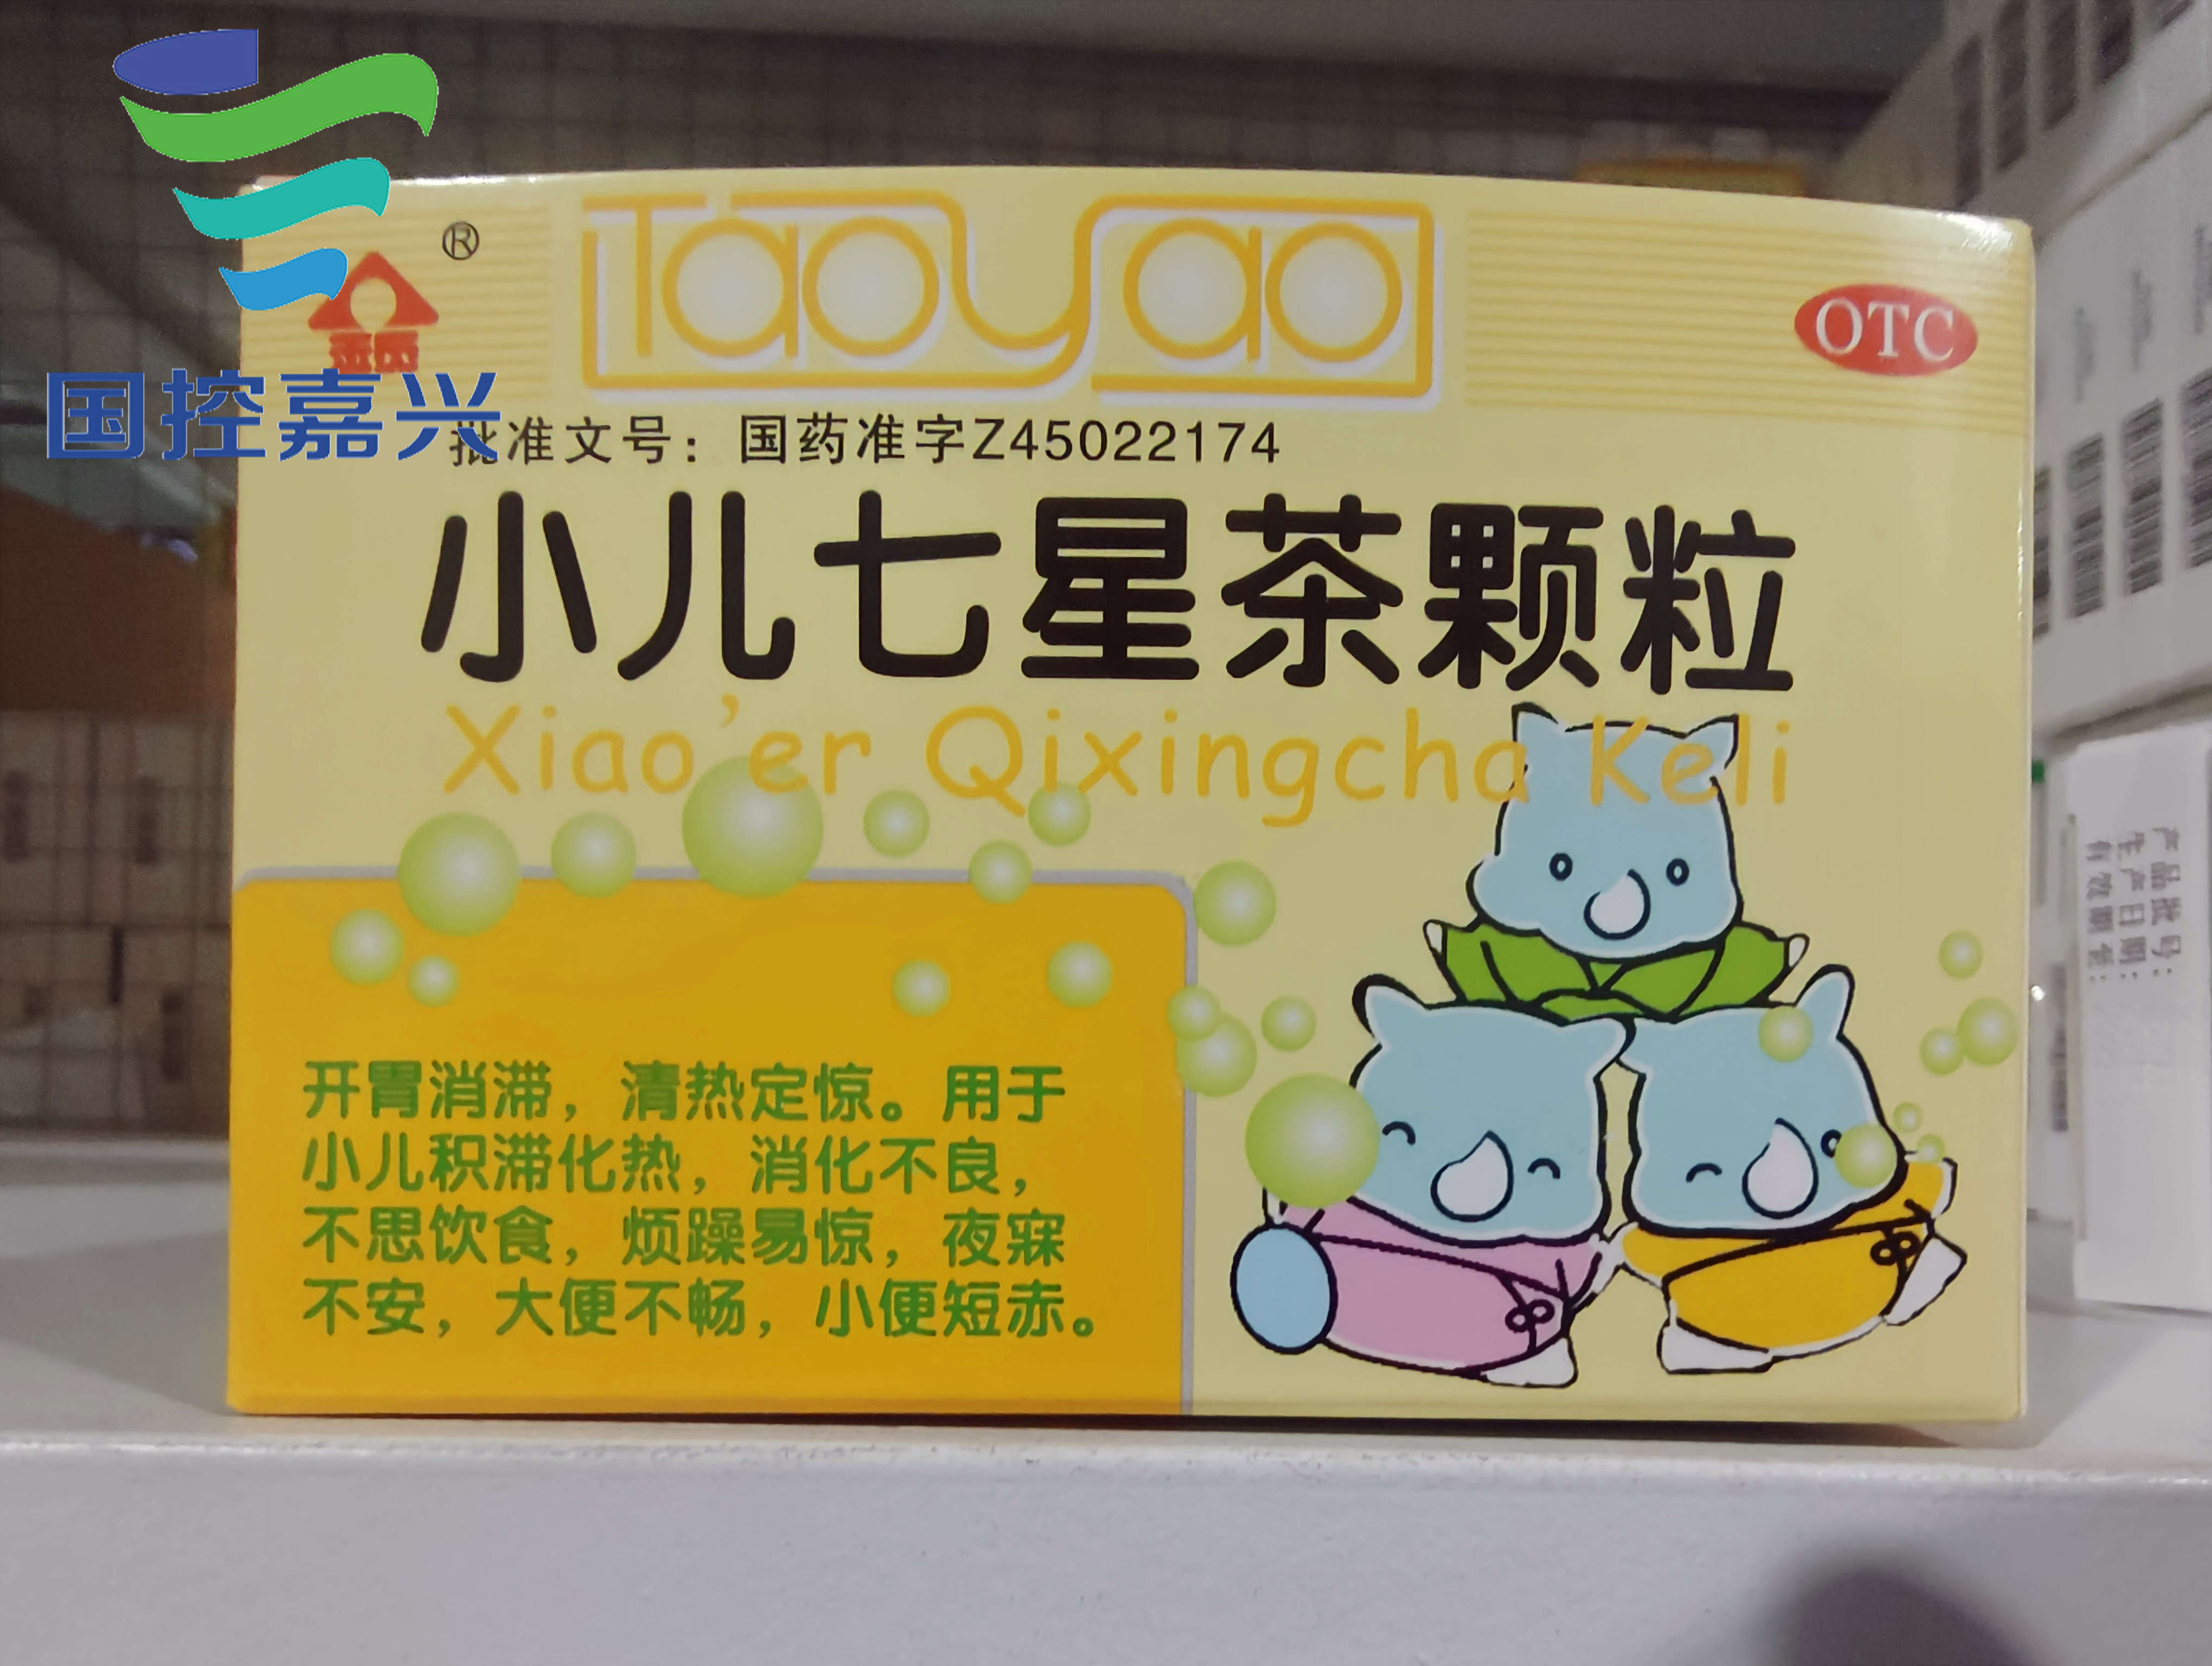 国控嘉兴
®
TaoYao
OTC
批准文号：国药准字Z45022174
小儿七星茶颗粒
Xiao'er Qixingcha Keli
开胃消滞，清热定惊。用于
小儿积滞化热，消化不良，
不思饮食，烦躁易惊，夜寐
不安，大便不畅，小便短赤。
产品批号：
生产日期：
有效期至：